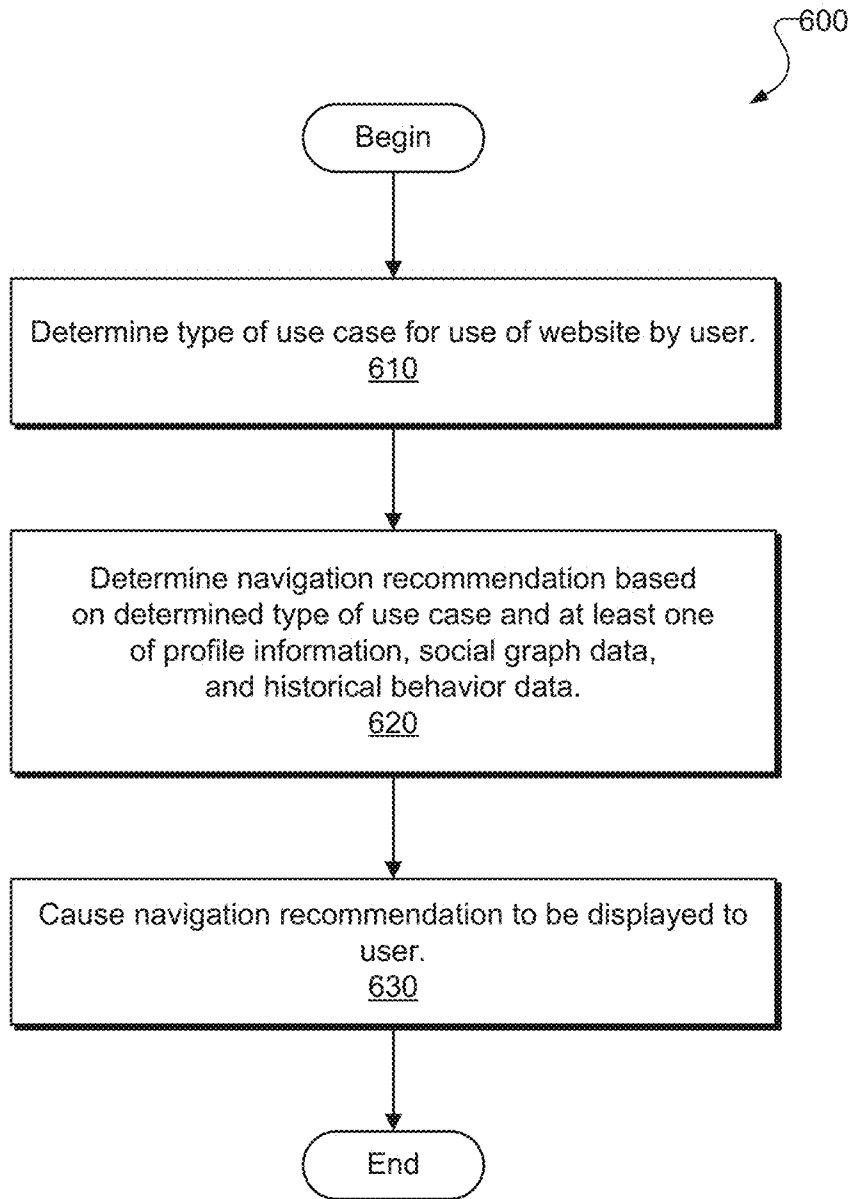 600
Begin
Determine type of use case for use of website by user.
610
Determine navigation recommendation based
on determined type of use case and at least one
of profile information, social graph data,
and historical behavior data.
620
Cause navigation recommendation to be displayed to
user.
630
End